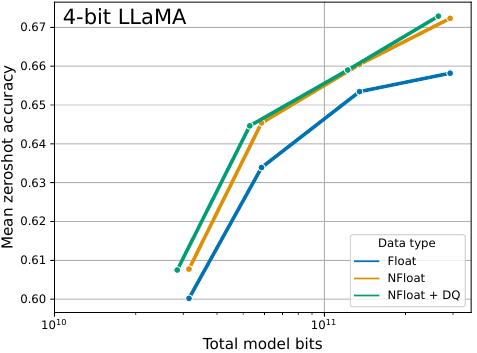 4-bit LLaMA
Mean zeroshot accuracy
0.67
0.66
0.65
0.64
0.63
0.62
0.61
0.60
Data type
Float
NFloat
NFloat + DQ
10^10
10^11
Total model bits